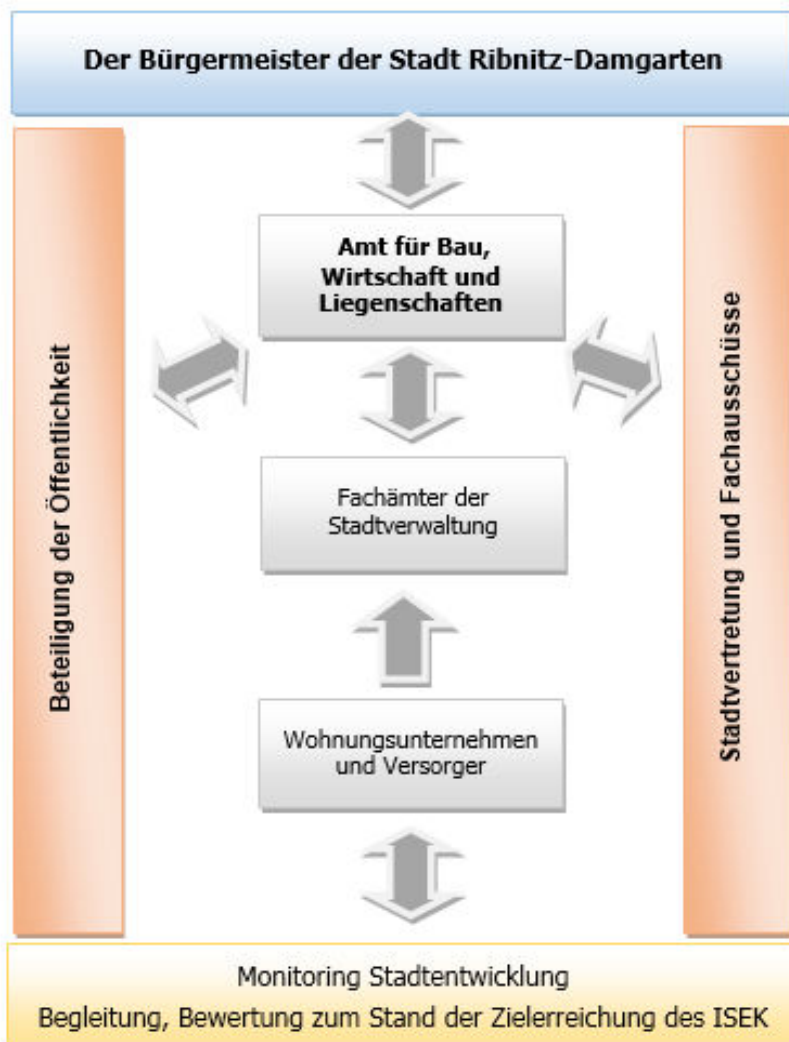 Der Bürgermeister der Stadt Ribnitz-Damgarten
Amt für Bau,
Wirtschaft und
Liegenschaften
Beteiligung der Öffentlichkeit
Stadtvertretung und Fachausschüsse
Fachämter der
Stadtverwaltung
Wohnungsunternehmen
und Versorger
Monitoring Stadtentwicklung
Begleitung, Bewertung zum Stand der Zielerreichung des ISEK